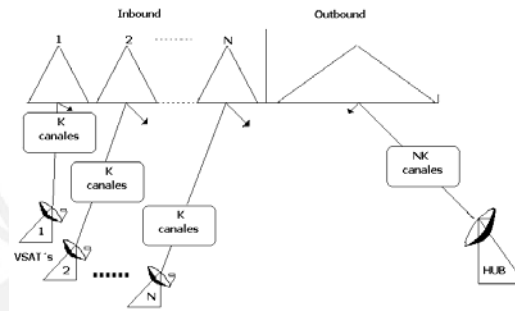 Inbound
Outbound
1
2
N
K
canales
K
canales
K
canales
NK
canales
1
VSAT´s
2
N
HUB